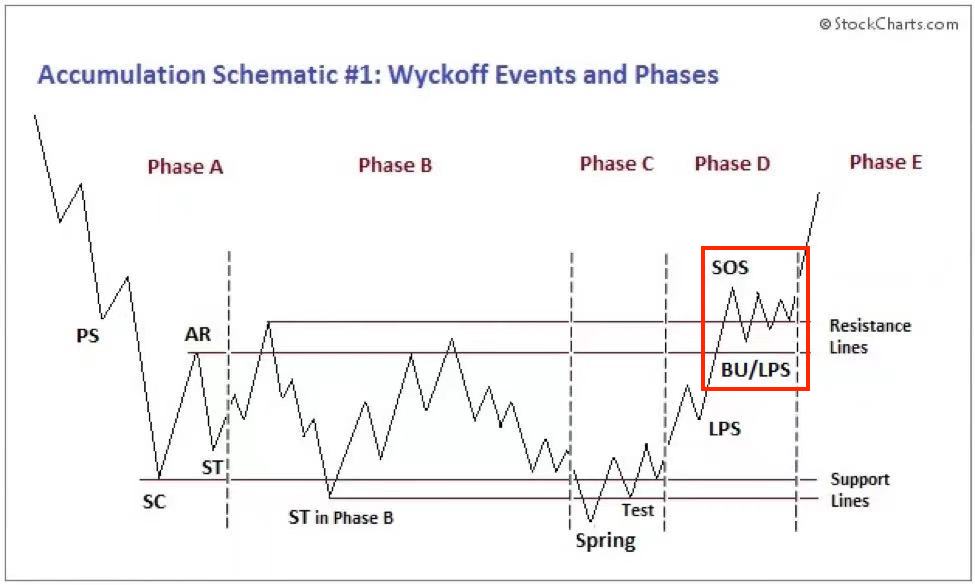 ©StockCharts.com
Accumulation Schematic #1: Wyckoff Events and Phases
Phase A
Phase B
Phase C
Phase D
Phase E
SOS
PS
AR
Resistance
Lines
BU/LPS
LPS
ST
SC
Support
Lines
ST in Phase B
Test
Spring